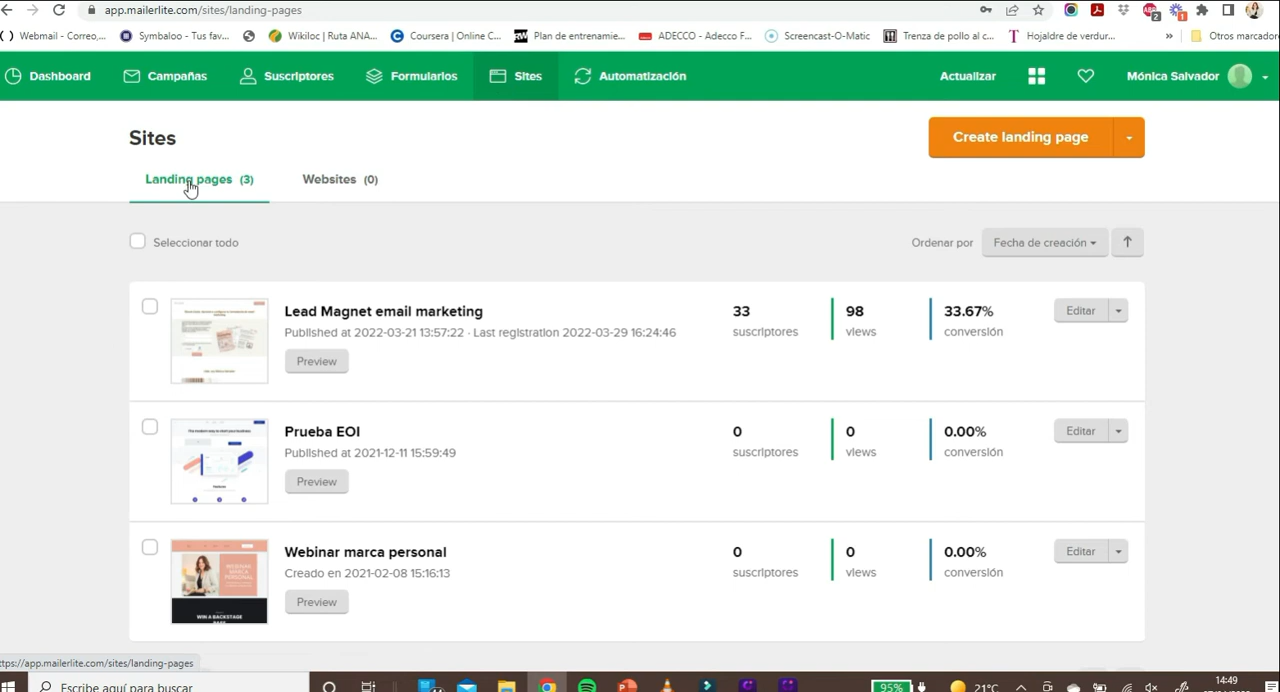 app.mailerlite.com/sites/landing-pages
Webmail - Correo,... Symbaloo - Tus fav... Wikiloc | Ruta ANA... Coursera | Online C... Plan de entrenamie... ADECCO - Adecco F... Screencast-O-Matic Trenza de pollo al c... Hojaldre de verdur... » Otros marcador
Dashboard Campañas Suscriptores Formularios Sites Automatización Actualizar Mónica Salvador
Sites
Create landing page
Landing pages (3) Websites (0)
Seleccionar todo Ordenar por Fecha de creación
Lead Magnet email marketing 33 98 33.67% Editar
Published at 2022-03-21 13:57:22 · Last registration 2022-03-29 16:24:46 suscriptores views conversión
Preview
Prueba EOI 0 0 0.00% Editar
Published at 2021-12-11 15:59:49 suscriptores views conversión
Preview
Webinar marca personal 0 0 0.00% Editar
Creado en 2021-02-08 15:16:13 suscriptores views conversión
Preview
WEBINAR
MARCA
PERSONAL
WIN A BACKSTAGE
ttps://app.mailerlite.com/sites/landing-pages
Escribe aquí para buscar 95% 21°C 14:49